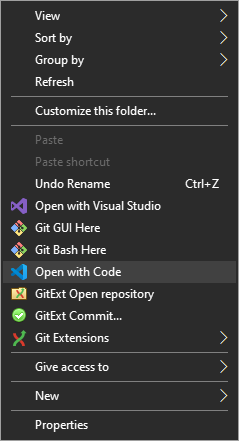 View
Sort by
Group by
Refresh
Customize this folder...
Paste
Paste shortcut
Undo Rename Ctrl+Z
Open with Visual Studio
Git GUI Here
Git Bash Here
Open with Code
GitExt Open repository
GitExt Commit...
Git Extensions
Give access to
New
Properties